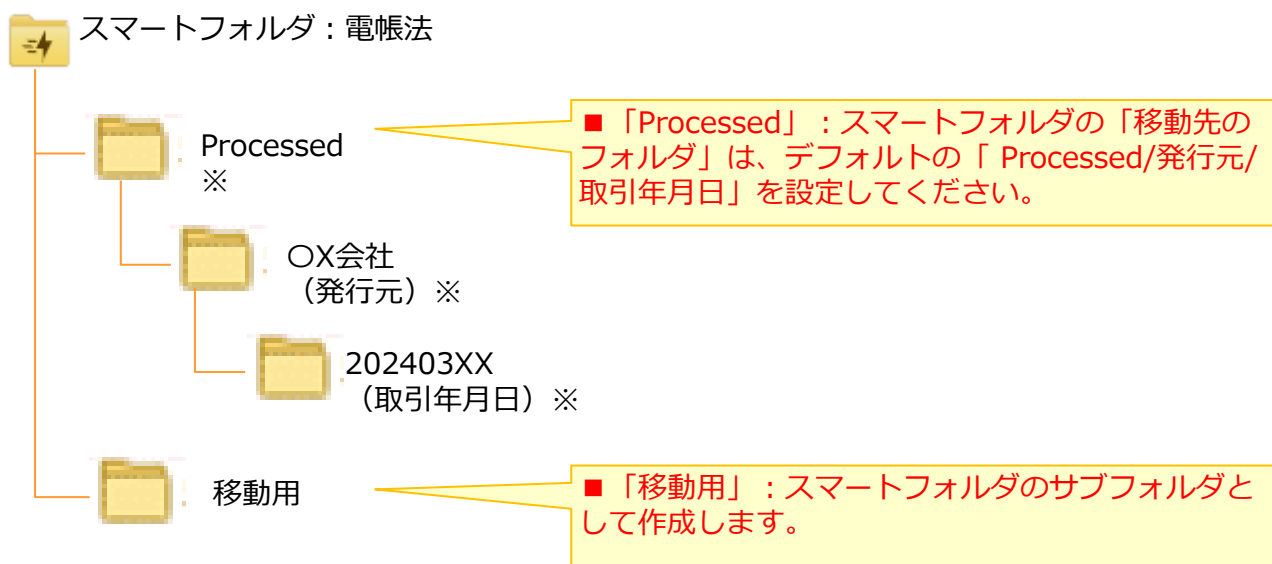 スマートフォルダ：電帳法
Processed
※
■「Processed」：スマートフォルダの「移動先の
フォルダ」は、デフォルトの「 Processed/発行元/
取引年月日」を設定してください。
〇X会社
（発行元）※
202403XX
（取引年月日）※
移動用
■「移動用」：スマートフォルダのサブフォルダと
して作成します。